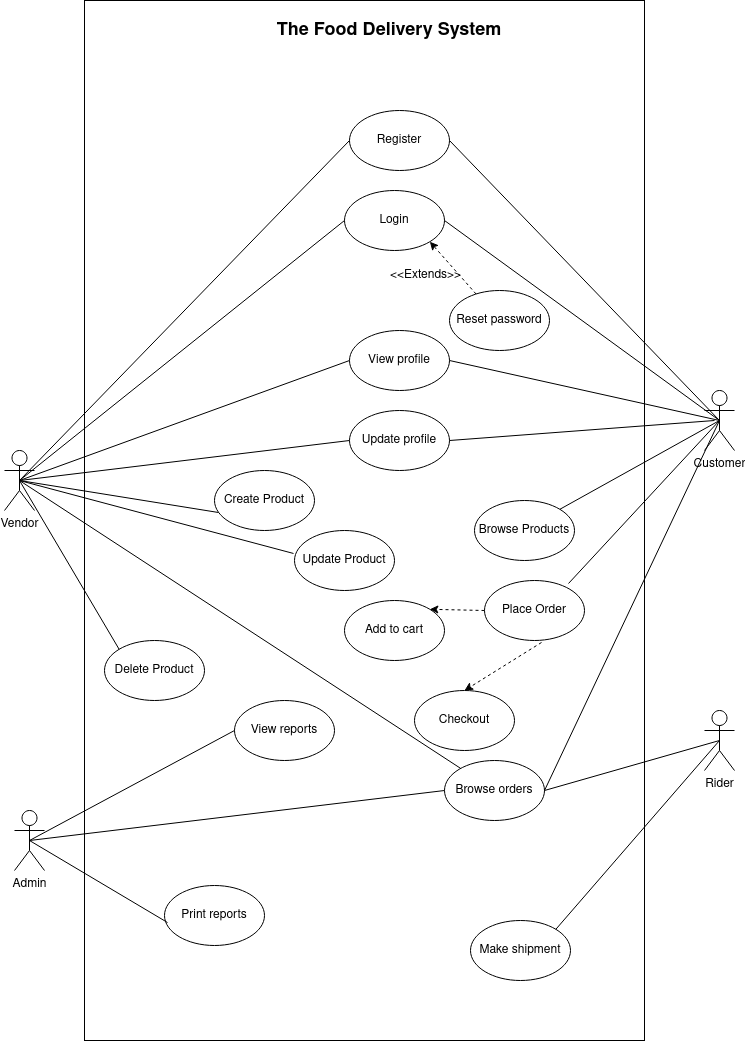 The Food Delivery System
Register
Login
<<Extends>>
Reset password
View profile
Update profile
Customer
Create Product
Vendor
Browse Products
Update Product
Place Order
Add to cart
Delete Product
Checkout
View reports
Rider
Browse orders
Admin
Print reports
Make shipment